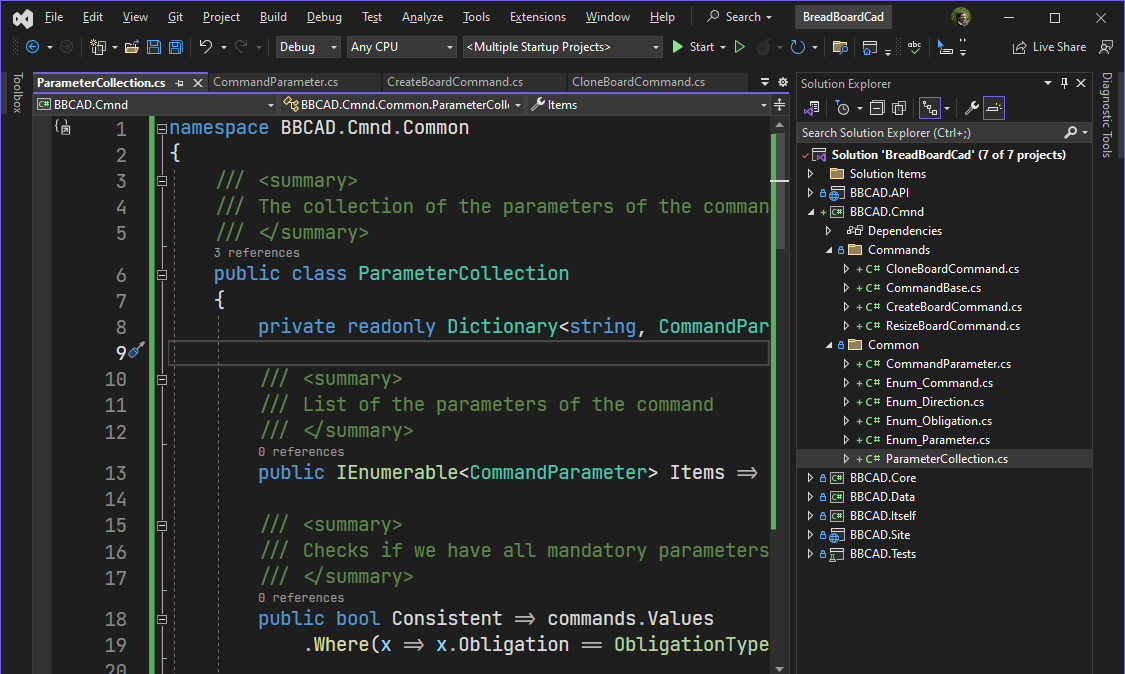 File Edit View Git Project Build Debug Test Analyze Tools Extensions Window Help Search BreadBoardCad
Debug Any CPU <Multiple Startup Projects> Start abc Live Share
Toolbox
ParameterCollection.cs CommandParameter.cs CreateBoardCommand.cs CloneBoardCommand.cs
BBCAD.Cmnd BBCAD.Cmnd.Common.ParameterColl Items
1 namespace BBCAD.Cmnd.Common
2 {
3 /// <summary>
4 /// The collection of the parameters of the comman
5 /// </summary>
3 references
6 public class ParameterCollection
7 {
8 private readonly Dictionary<string, CommandPar
9
10 /// <summary>
11 /// List of the parameters of the command
12 /// </summary>
0 references
13 public IEnumerable<CommandParameter> Items =>
14
15 /// <summary>
16 /// Checks if we have all mandatory parameters
17 /// </summary>
0 references
18 public bool Consistent => commands.Values
19 .Where(x => x.Obligation == ObligationType
20
Solution Explorer
Search Solution Explorer (Ctrl+;)
Solution 'BreadBoardCad' (7 of 7 projects)
Solution Items
BBCAD.API
BBCAD.Cmnd
Dependencies
Commands
C# CloneBoardCommand.cs
C# CommandBase.cs
C# CreateBoardCommand.cs
C# ResizeBoardCommand.cs
Common
C# CommandParameter.cs
C# Enum_Command.cs
C# Enum_Direction.cs
C# Enum_Obligation.cs
C# Enum_Parameter.cs
C# ParameterCollection.cs
BBCAD.Core
BBCAD.Data
BBCAD.Itself
BBCAD.Site
BBCAD.Tests
Diagnostic Tools